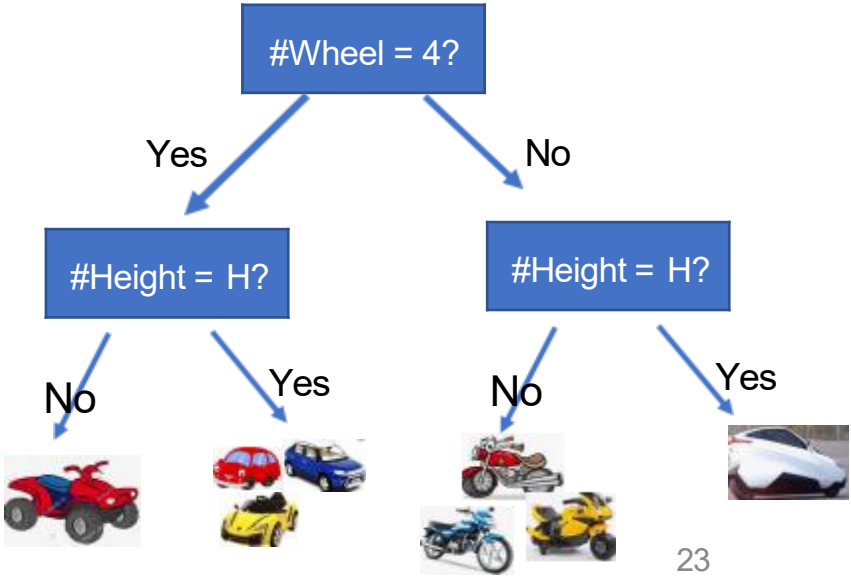 #Wheel = 4?
Yes
No
#Height = H?
#Height = H?
No
Yes
No
Yes
23